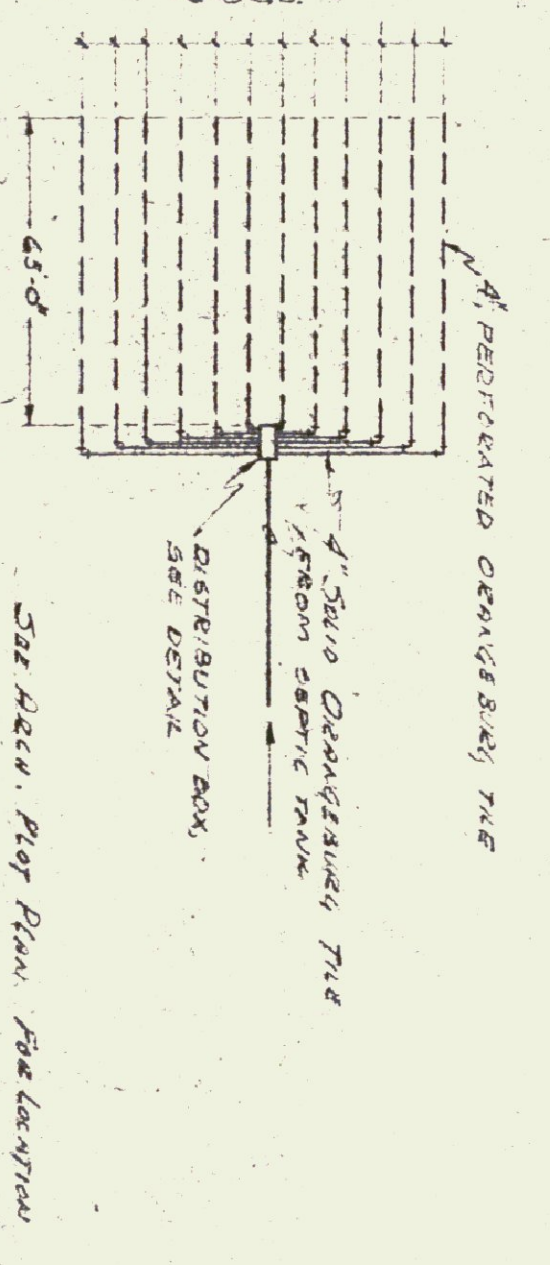 65'-0"
4" PERFORATED ORANGEBURG TILE
4" SOLID ORANGEBURG TILE
FROM SEPTIC TANK
DISTRIBUTION BOX,
SEE DETAIL
SEE ARCH. PLOT PLAN. FOR LOCATION